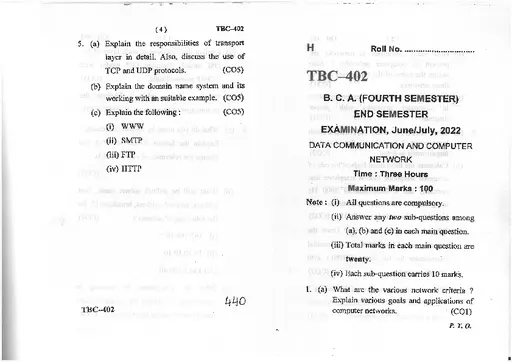 ( 4 ) TBC-402
5. (a) Explain the responsibilities of transport
layer in detail. Also, discuss the use of
TCP and UDP protocols. (CO5)
(b) Explain the domain name system and its
working with an suitable example. (CO5)
(c) Explain the following : (CO5)
(i) WWW
(ii) SMTP
(iii) FTP
(iv) HTTP
440
TBC-402
H Roll No. ..............................
TBC-402
B. C. A. (FOURTH SEMESTER)
END SEMESTER
EXAMINATION, June/July, 2022
DATA COMMUNICATION AND COMPUTER
NETWORK
Time : Three Hours
Maximum Marks : 100
Note : (i) All questions are compulsory.
(ii) Answer any two sub-questions among
(a), (b) and (c) in each main question.
(iii) Total marks in each main question are
twenty.
(iv) Each sub-question carries 10 marks.
1. (a) What are the various network criteria ?
Explain various goals and applications of
computer networks. (CO1)
P. T. O.